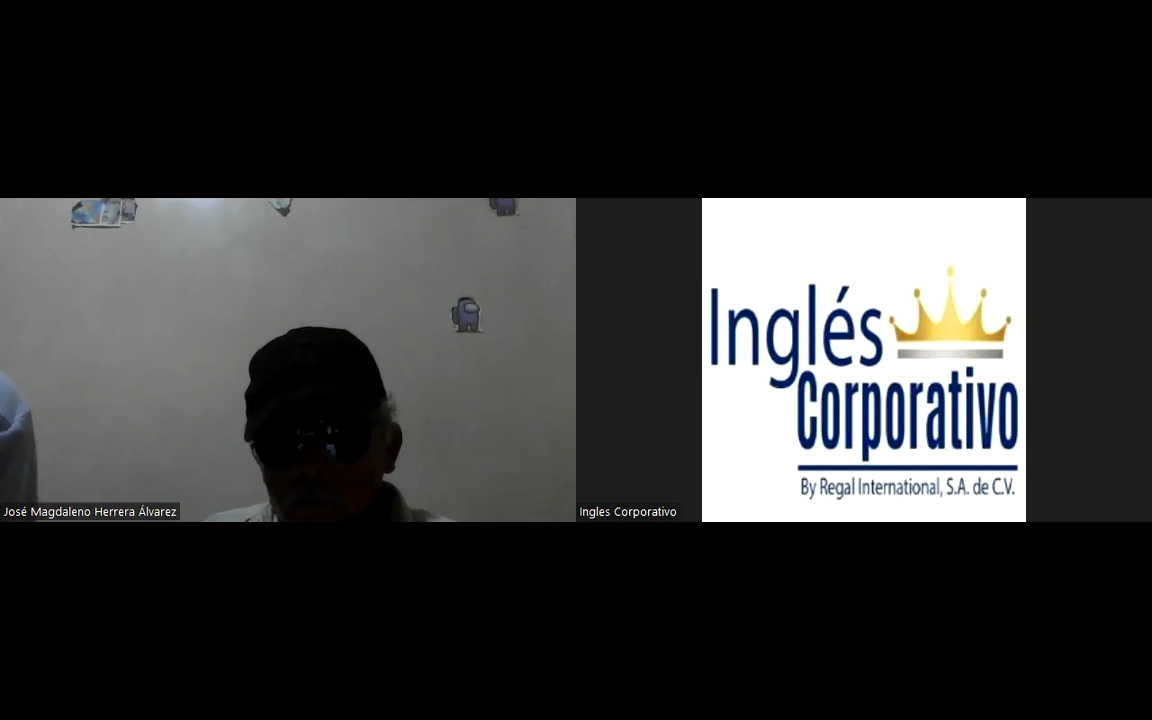 Inglés
Corporativo
By Regal International, S.A. de C.V.
José Magdaleno Herrera Álvarez
Ingles Corporativo